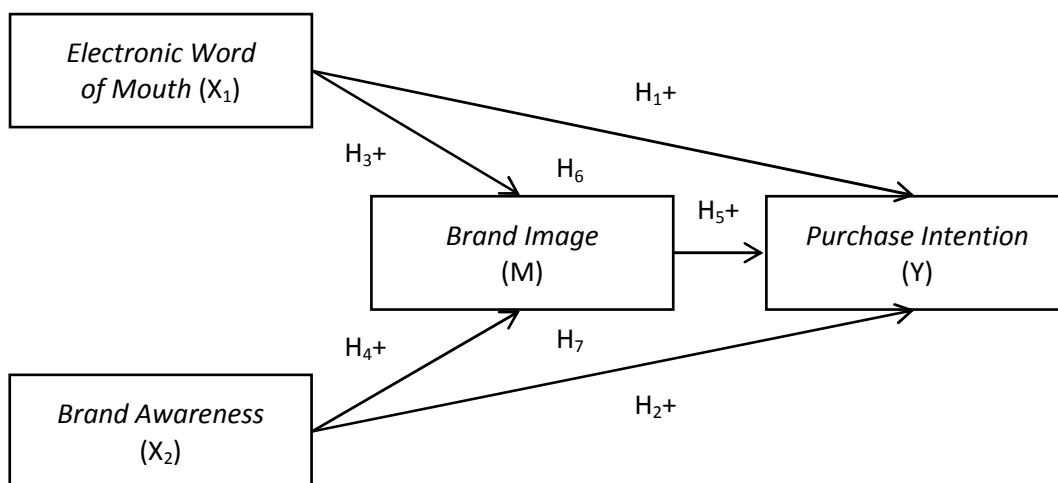 Electronic Word
of Mouth (X₁)
H₁+
H₃+
H₆
Brand Image
(M)
H₅+
Purchase Intention
(Y)
H₄+
H₇
H₂+
Brand Awareness
(X₂)